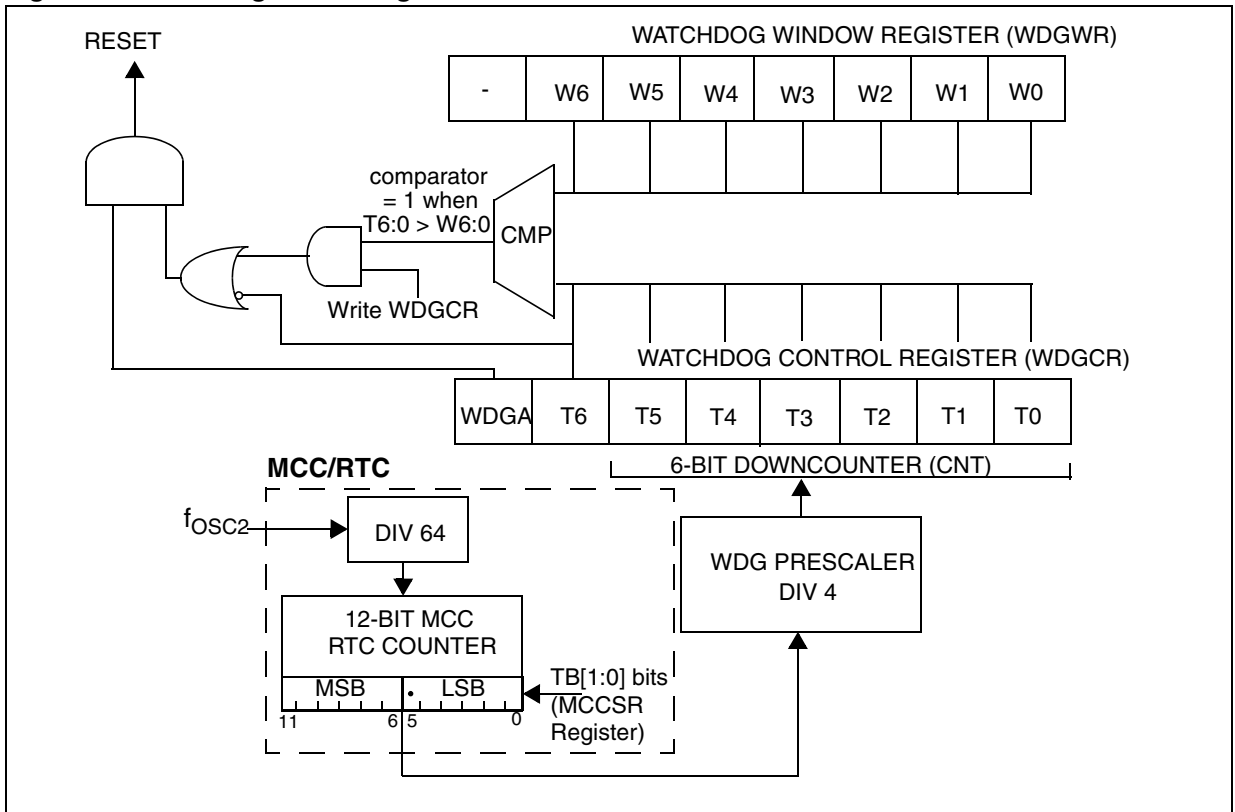 RESET
WATCHDOG WINDOW REGISTER (WDGWR)
- W6 W5 W4 W3 W2 W1 W0
comparator
= 1 when
T6:0 > W6:0
CMP
Write WDGCR
WATCHDOG CONTROL REGISTER (WDGCR)
WDGA T6 T5 T4 T3 T2 T1 T0
6-BIT DOWNCOUNTER (CNT)
MCC/RTC
fOSC2
DIV 64
WDG PRESCALER
DIV 4
12-BIT MCC
RTC COUNTER
MSB LSB
11 6 5 0
TB[1:0] bits
(MCCSR
Register)